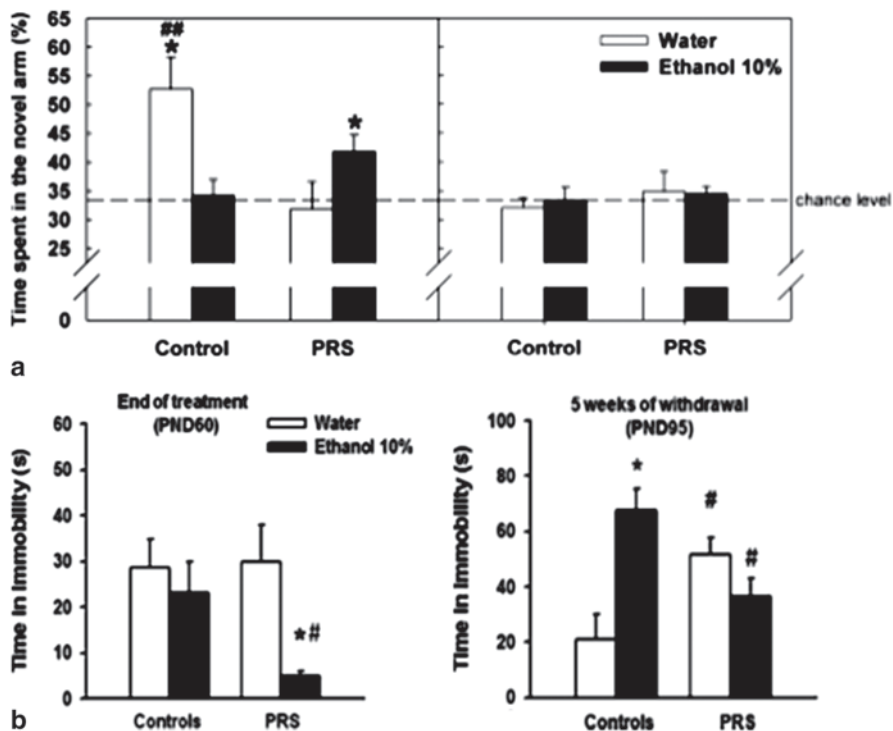 Time spent in the novel arm (%)
65
60
55
50
45
40
35
30
25
0
##
*
*
Water
Ethanol 10%
chance level
Control
PRS
Control
PRS
a
End of treatment
(PND60)
Water
Ethanol 10%
Time in immobility (s)
60
50
40
30
20
10
0
*#
Controls
PRS
5 weeks of withdrawal
(PND95)
Time in immobility (s)
100
80
60
40
20
0
*
#
#
Controls
PRS
b